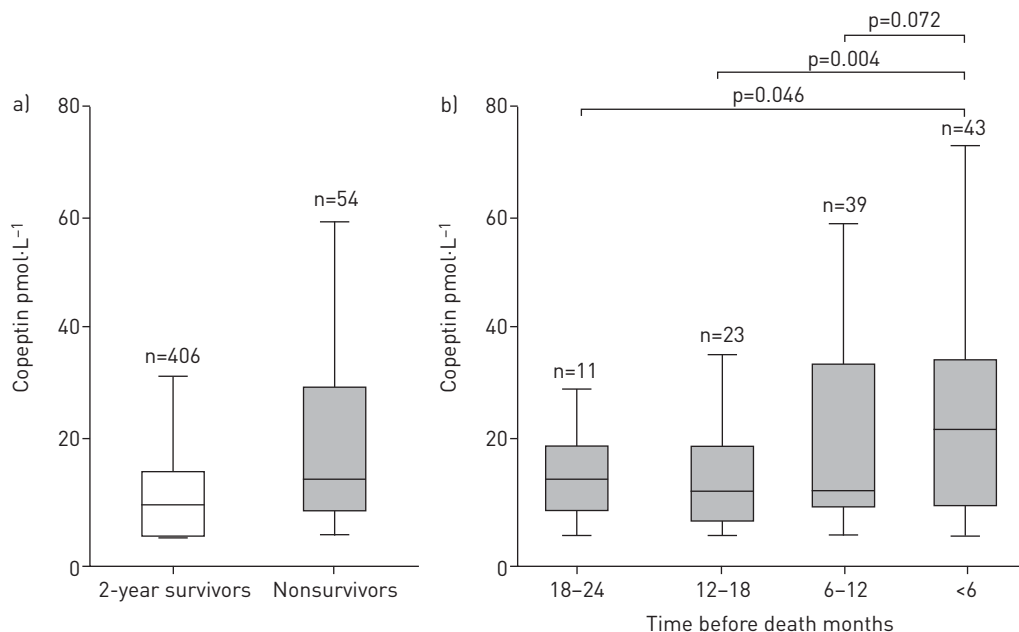 a)
Copeptin pmol·L⁻¹
80
60
40
20
0
n=406
n=54
2-year survivors
Nonsurvivors
b)
Copeptin pmol·L⁻¹
80
60
40
20
0
p=0.072
p=0.004
p=0.046
n=11
n=23
n=39
n=43
18–24
12–18
6–12
<6
Time before death months